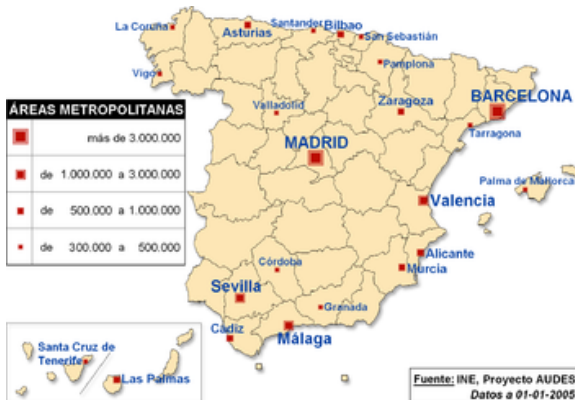 La Coruña
Asturias
Santander
Bilbao
San Sebastián
Vigo
Pamplona
ÁREAS METROPOLITANAS
más de 3.000.000
de 1.000.000 a 3.000.000
de 500.000 a 1.000.000
de 300.000 a 500.000
Valladolid
Zaragoza
BARCELONA
Tarragona
MADRID
Palma de Mallorca
Valencia
Alicante
Murcia
Córdoba
Sevilla
Granada
Cádiz
Málaga
Santa Cruz de
Tenerife
Las Palmas
Fuente: INE, Proyecto AUDES
Datos a 01-01-2005